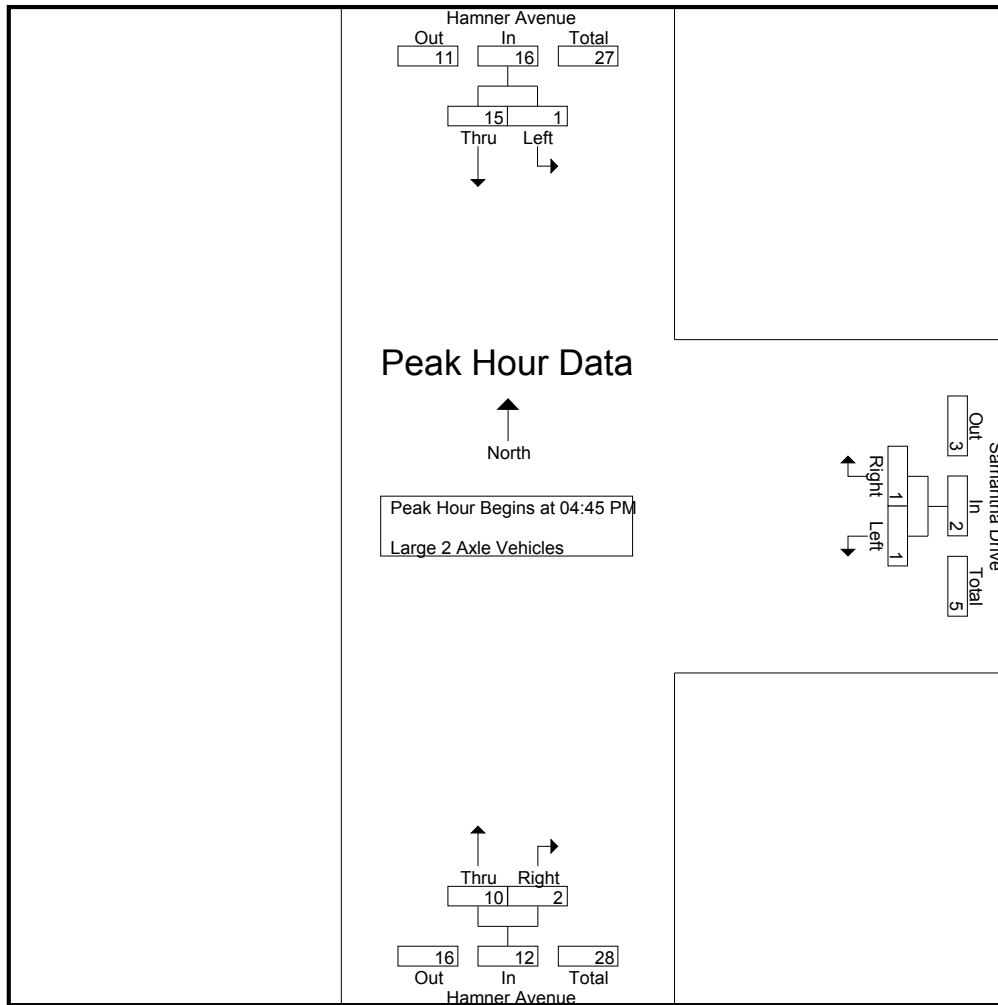 Hamner Avenue
Out In Total
11 16 27
15 1
Thru Left
Peak Hour Data
North
Peak Hour Begins at 04:45 PM
Large 2 Axle Vehicles
Samantha Drive
Out In Total
3 2 5
Right Left
1 1
Thru Right
10 2
16 12 28
Out In Total
Hamner Avenue